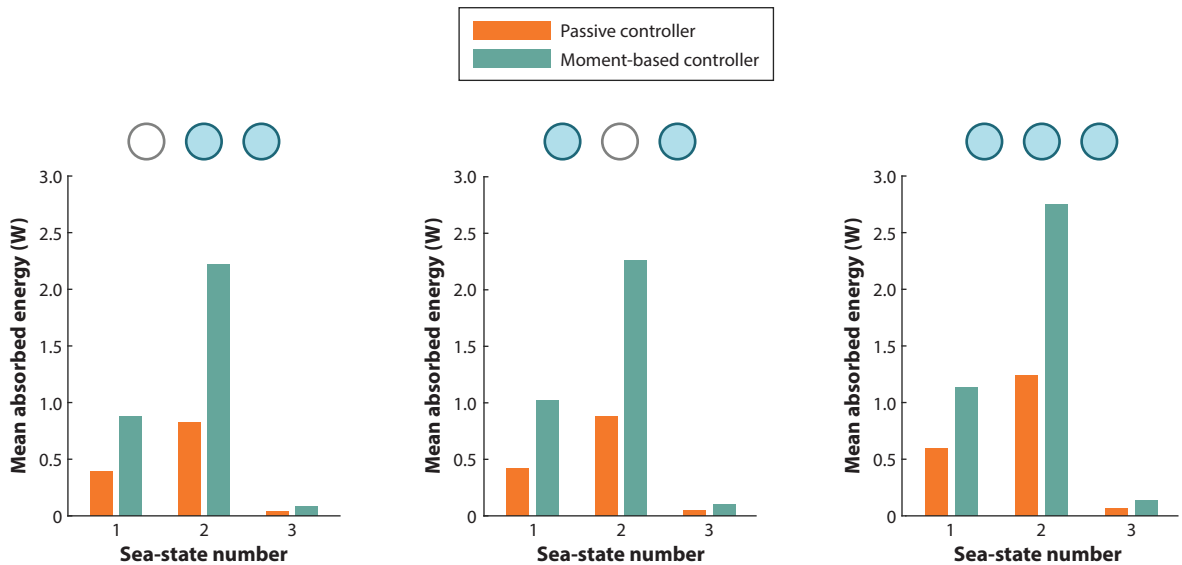 Passive controller
Moment-based controller
Mean absorbed energy (W)
3.0
2.5
2.0
1.5
1.0
0.5
0
1 2 3
Sea-state number
Mean absorbed energy (W)
3.0
2.5
2.0
1.5
1.0
0.5
0
1 2 3
Sea-state number
Mean absorbed energy (W)
3.0
2.5
2.0
1.5
1.0
0.5
0
1 2 3
Sea-state number